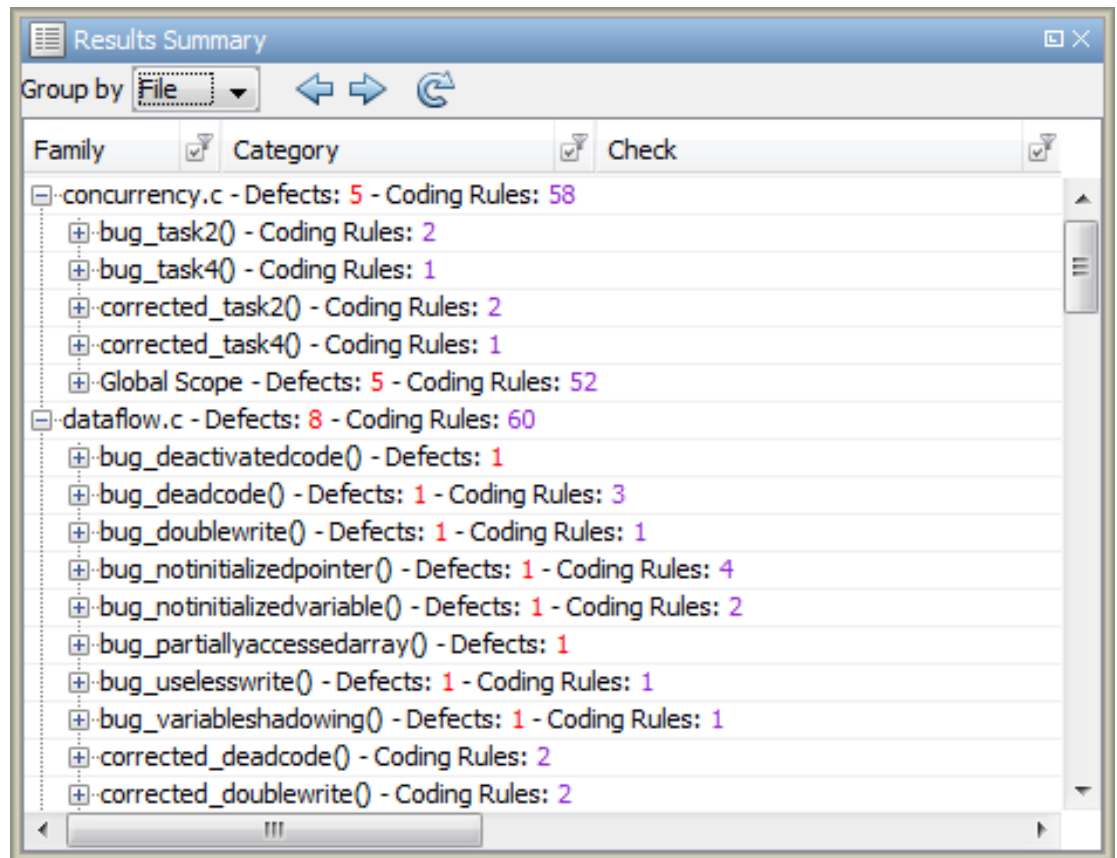 Results Summary
Group by File
Family Category Check
concurrency.c - Defects: 5 - Coding Rules: 58
bug_task2() - Coding Rules: 2
bug_task4() - Coding Rules: 1
corrected_task2() - Coding Rules: 2
corrected_task4() - Coding Rules: 1
Global Scope - Defects: 5 - Coding Rules: 52
dataflow.c - Defects: 8 - Coding Rules: 60
bug_deactivatedcode() - Defects: 1
bug_deadcode() - Defects: 1 - Coding Rules: 3
bug_doublewrite() - Defects: 1 - Coding Rules: 1
bug_notinitializedpointer() - Defects: 1 - Coding Rules: 4
bug_notinitializedvariable() - Defects: 1 - Coding Rules: 2
bug_partiallyaccessedarray() - Defects: 1
bug_uselesswrite() - Defects: 1 - Coding Rules: 1
bug_variableshadowing() - Defects: 1 - Coding Rules: 1
corrected_deadcode() - Coding Rules: 2
corrected_doublewrite() - Coding Rules: 2